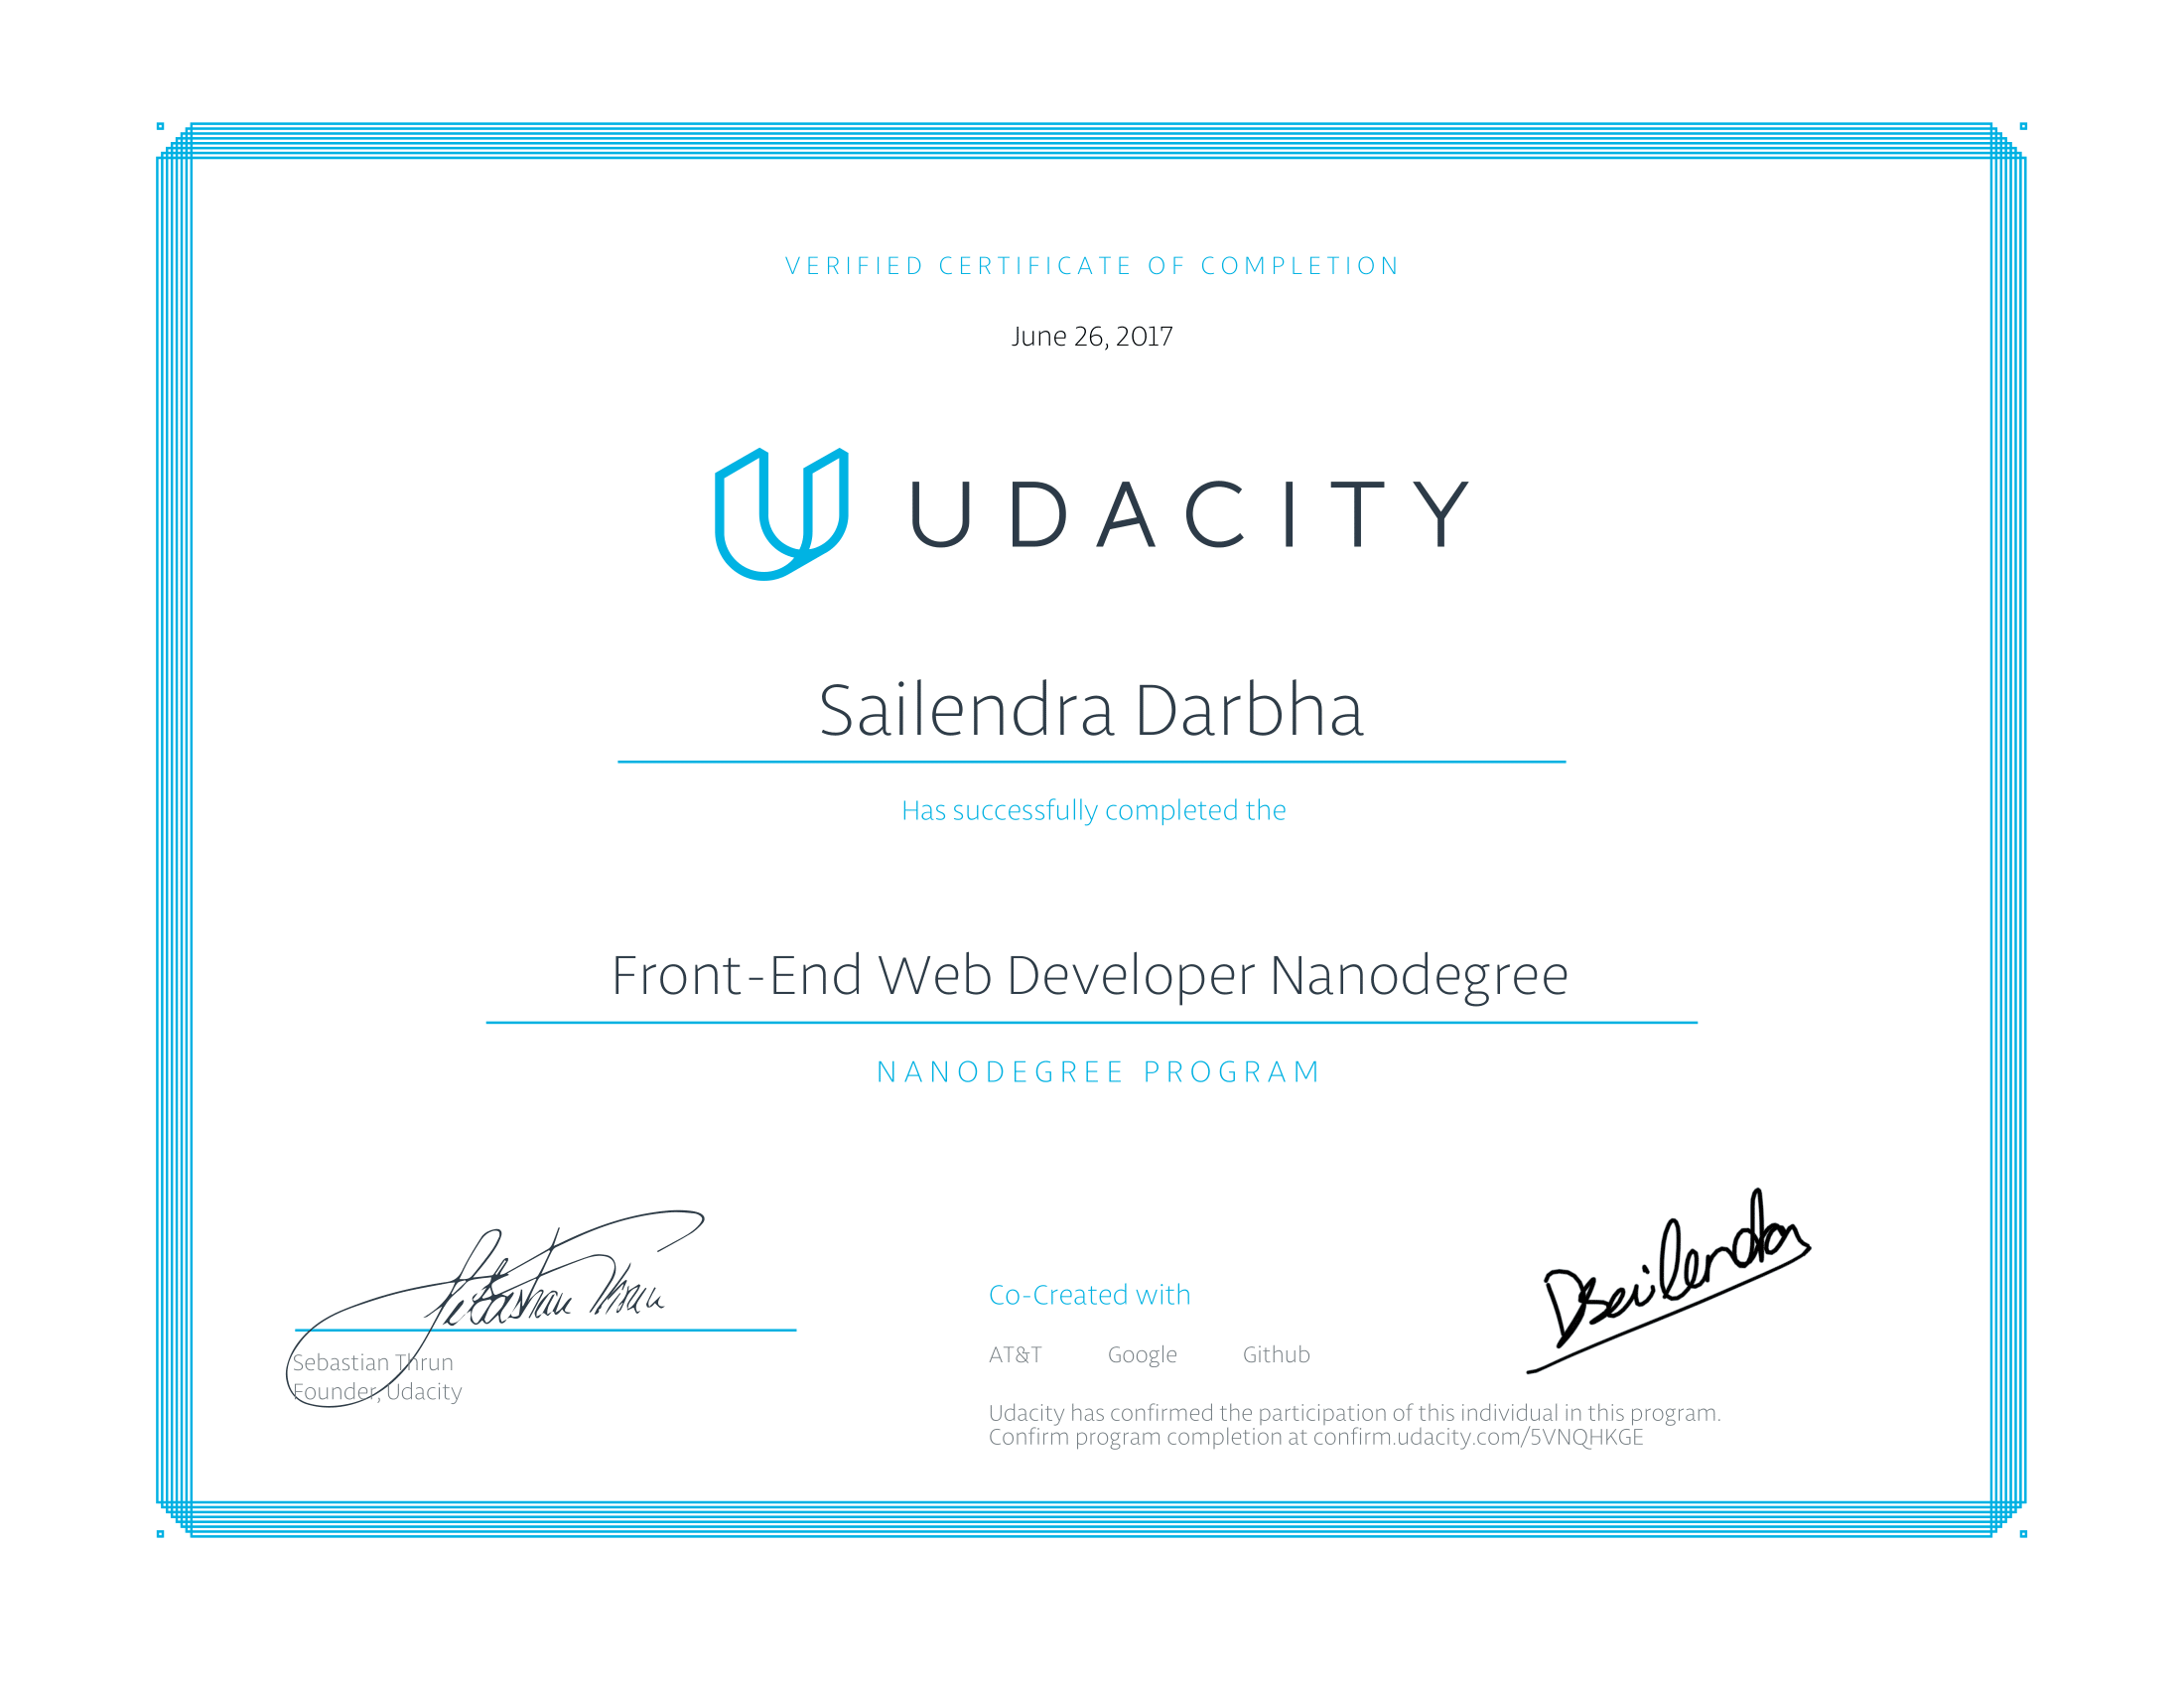 VERIFIED CERTIFICATE OF COMPLETION
June 26, 2017
UDACITY
Sailendra Darbha
Has successfully completed the
Front-End Web Developer Nanodegree
NANODEGREE PROGRAM
Sebastian Thrun
DSailendra
Sebastian Thrun
Founder, Udacity
Co-Created with
AT&T Google Github
Udacity has confirmed the participation of this individual in this program.
Confirm program completion at confirm.udacity.com/5VNQHKGE